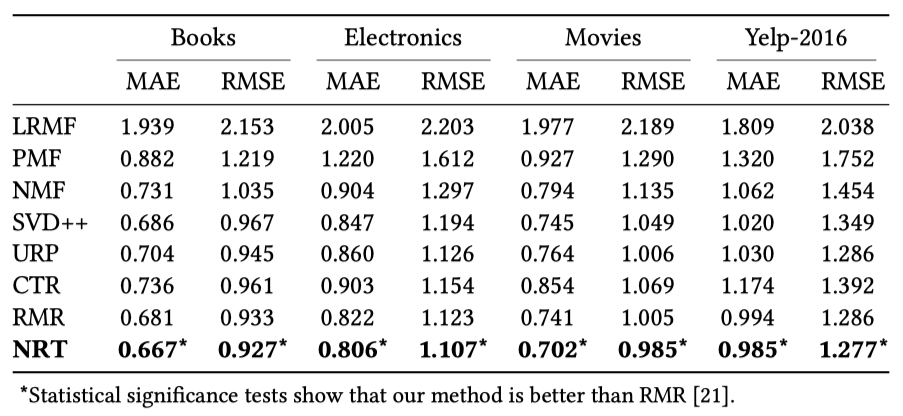 Books Electronics Movies Yelp-2016
MAE RMSE MAE RMSE MAE RMSE MAE RMSE
LRMF 1.939 2.153 2.005 2.203 1.977 2.189 1.809 2.038
PMF 0.882 1.219 1.220 1.612 0.927 1.290 1.320 1.752
NMF 0.731 1.035 0.904 1.297 0.794 1.135 1.062 1.454
SVD++ 0.686 0.967 0.847 1.194 0.745 1.049 1.020 1.349
URP 0.704 0.945 0.860 1.126 0.764 1.006 1.030 1.286
CTR 0.736 0.961 0.903 1.154 0.854 1.069 1.174 1.392
RMR 0.681 0.933 0.822 1.123 0.741 1.005 0.994 1.286
NRT 0.667* 0.927* 0.806* 1.107* 0.702* 0.985* 0.985* 1.277*
*Statistical significance tests show that our method is better than RMR [21].